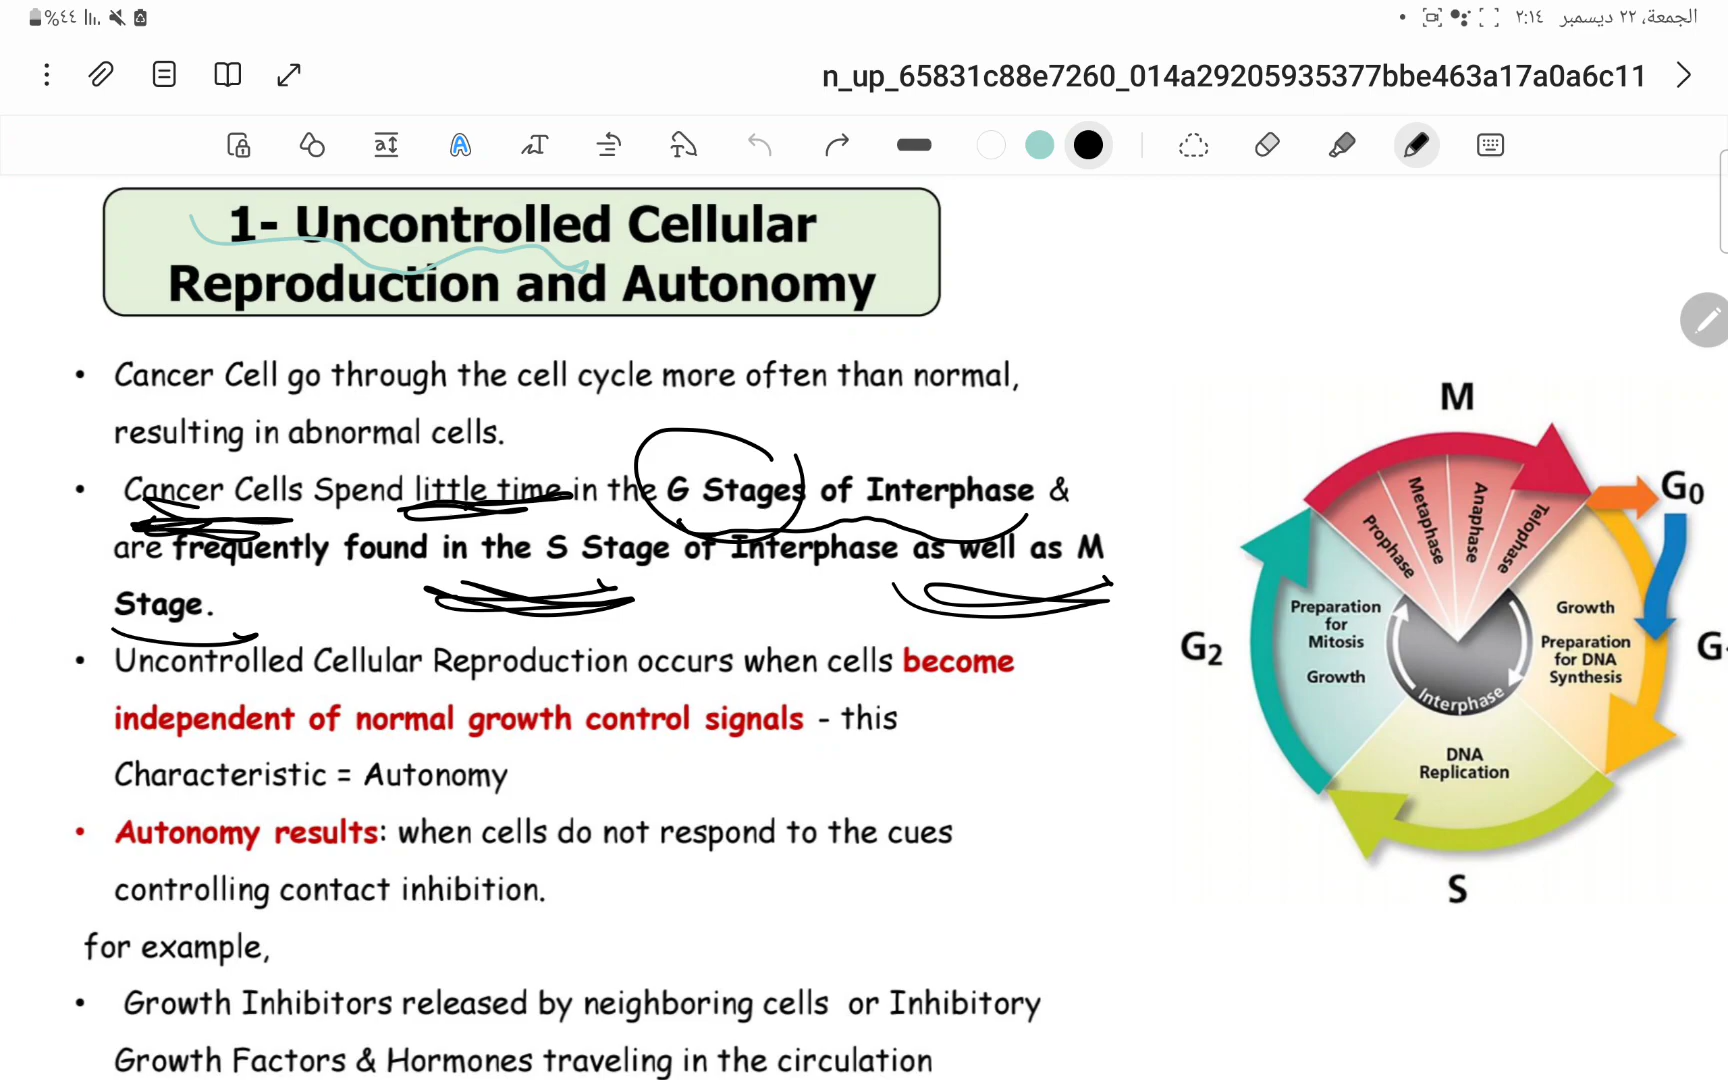 %٤٤
الجمعة، ٢٢ ديسمبر ٢:١٤
n_up_65831c88e7260_014a29205935377bbe463a17a0a6c11
1- Uncontrolled Cellular
Reproduction and Autonomy
• Cancer Cell go through the cell cycle more often than normal,
resulting in abnormal cells.
• Cancer Cells Spend little time in the G Stages of Interphase &
are frequently found in the S Stage of Interphase as well as M
Stage.
• Uncontrolled Cellular Reproduction occurs when cells become
independent of normal growth control signals - this
Characteristic = Autonomy
• Autonomy results: when cells do not respond to the cues
controlling contact inhibition.
for example,
• Growth Inhibitors released by neighboring cells or Inhibitory
Growth Factors & Hormones traveling in the circulation
M
G0
Prophase
Metaphase
Anaphase
Telophase
G2
Preparation
for
Mitosis
Growth
Growth
Preparation
for DNA
Synthesis
G
Interphase
DNA
Replication
S